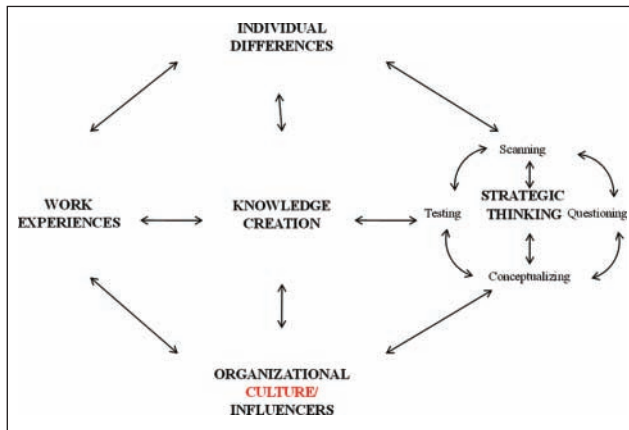 INDIVIDUAL
DIFFERENCES
Scanning
WORK
EXPERIENCES
KNOWLEDGE
CREATION
Testing
STRATEGIC
THINKING
Questioning
Conceptualizing
ORGANIZATIONAL
CULTURE/
INFLUENCERS